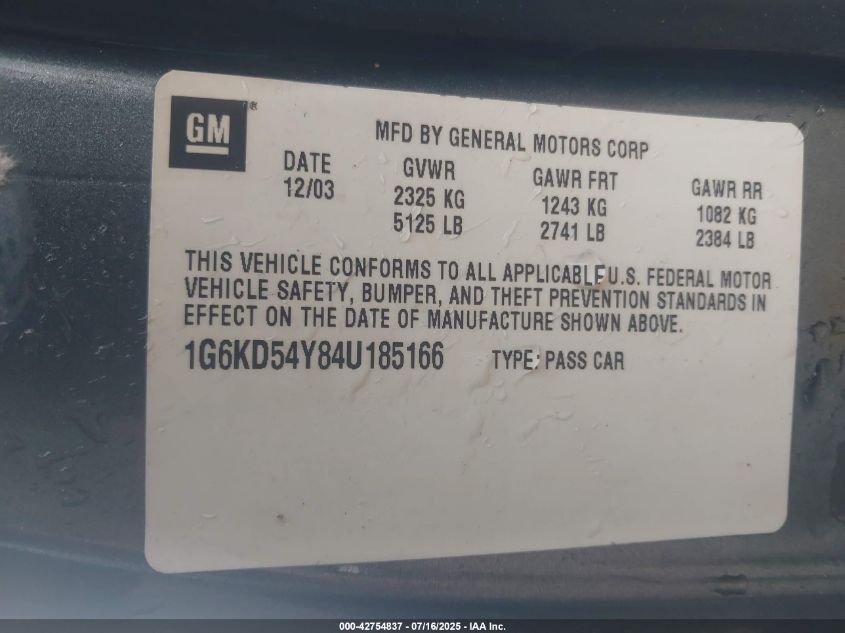 GM®
MFD BY GENERAL MOTORS CORP
DATE GVWR GAWR FRT GAWR RR
12/03 2325 KG 1243 KG 1082 KG
5125 LB 2741 LB 2384 LB
THIS VEHICLE CONFORMS TO ALL APPLICABLE U.S. FEDERAL MOTOR
VEHICLE SAFETY, BUMPER, AND THEFT PREVENTION STANDARDS IN
EFFECT ON THE DATE OF MANUFACTURE SHOWN ABOVE.
1G6KD54Y84U185166 TYPE: PASS CAR
000-42754837 - 07/16/2025 - IAA Inc.